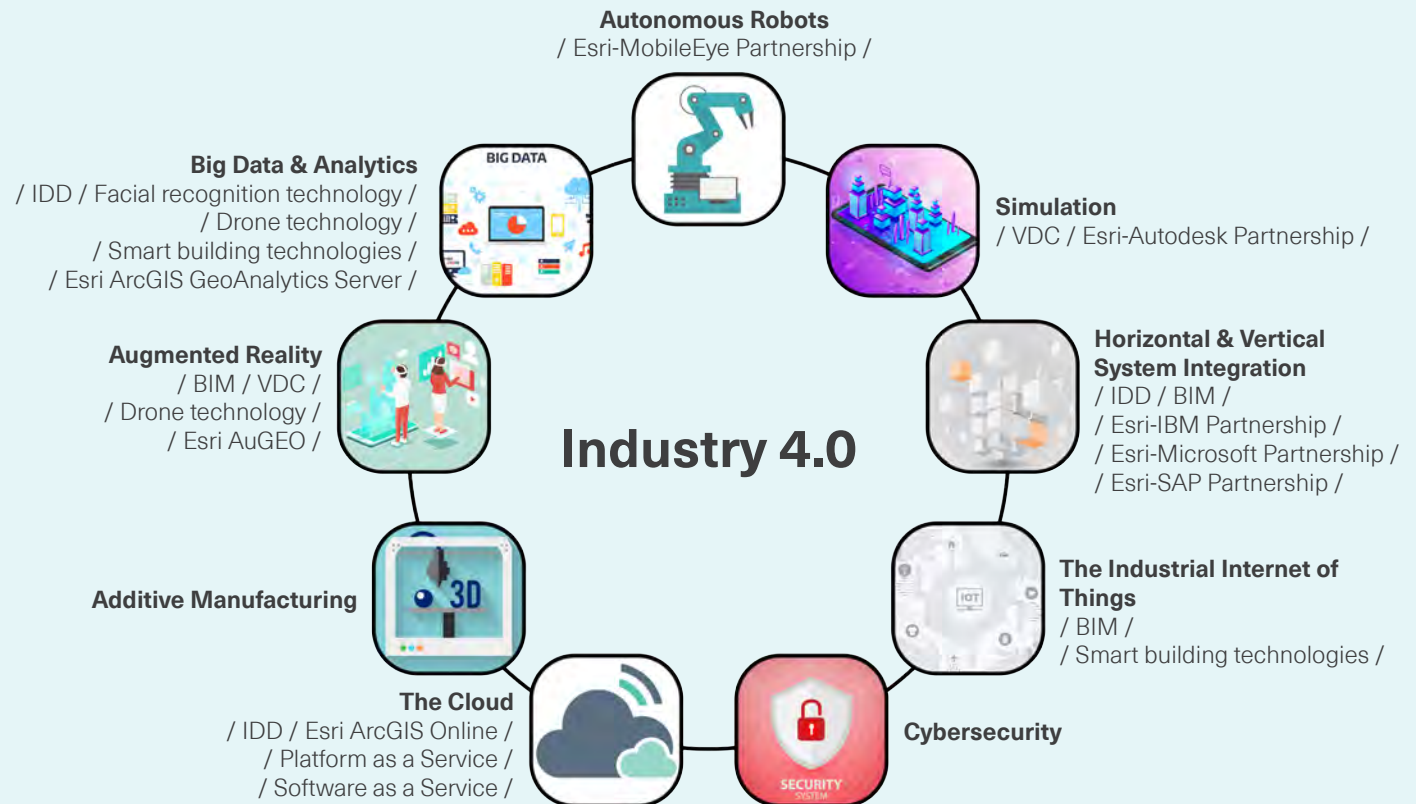 Autonomous Robots
/ Esri-MobileEye Partnership /
Big Data & Analytics
/ IDD / Facial recognition technology /
/ Drone technology /
/ Smart building technologies /
/ Esri ArcGIS GeoAnalytics Server /
BIG DATA
Simulation
/ VDC / Esri-Autodesk Partnership /
Augmented Reality
/ BIM / VDC /
/ Drone technology /
/ Esri AuGEO /
Industry 4.0
Horizontal & Vertical
System Integration
/ IDD / BIM /
/ Esri-IBM Partnership /
/ Esri-Microsoft Partnership /
/ Esri-SAP Partnership /
Additive Manufacturing
3D
IOT
The Industrial Internet of
Things
/ BIM /
/ Smart building technologies /
The Cloud
/ IDD / Esri ArcGIS Online /
/ Platform as a Service /
/ Software as a Service /
SECURITY
SYSTEM
Cybersecurity